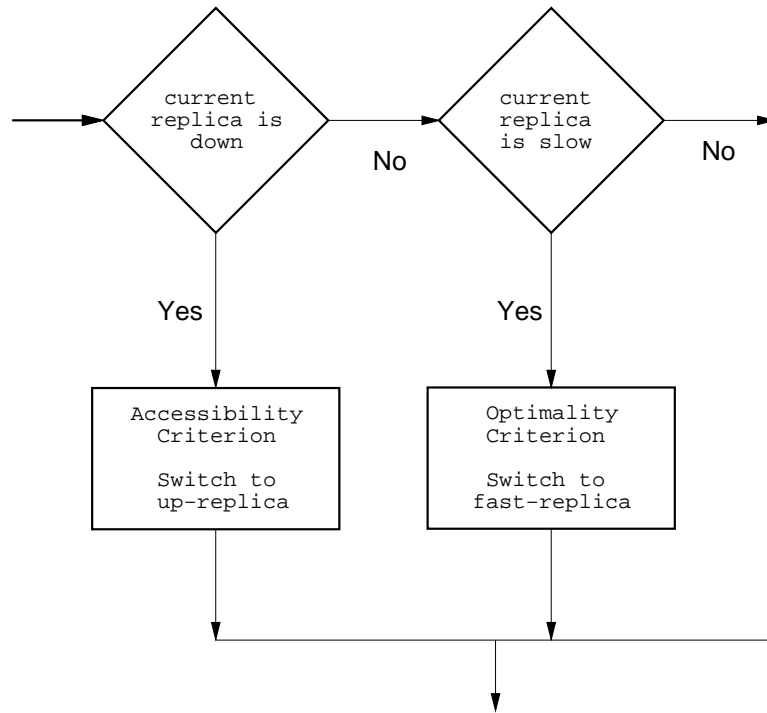 current
replica is
down
No
current
replica
is slow
No
Yes
Yes
Accessibility
Criterion
Switch to
up-replica
Optimality
Criterion
Switch to
fast-replica